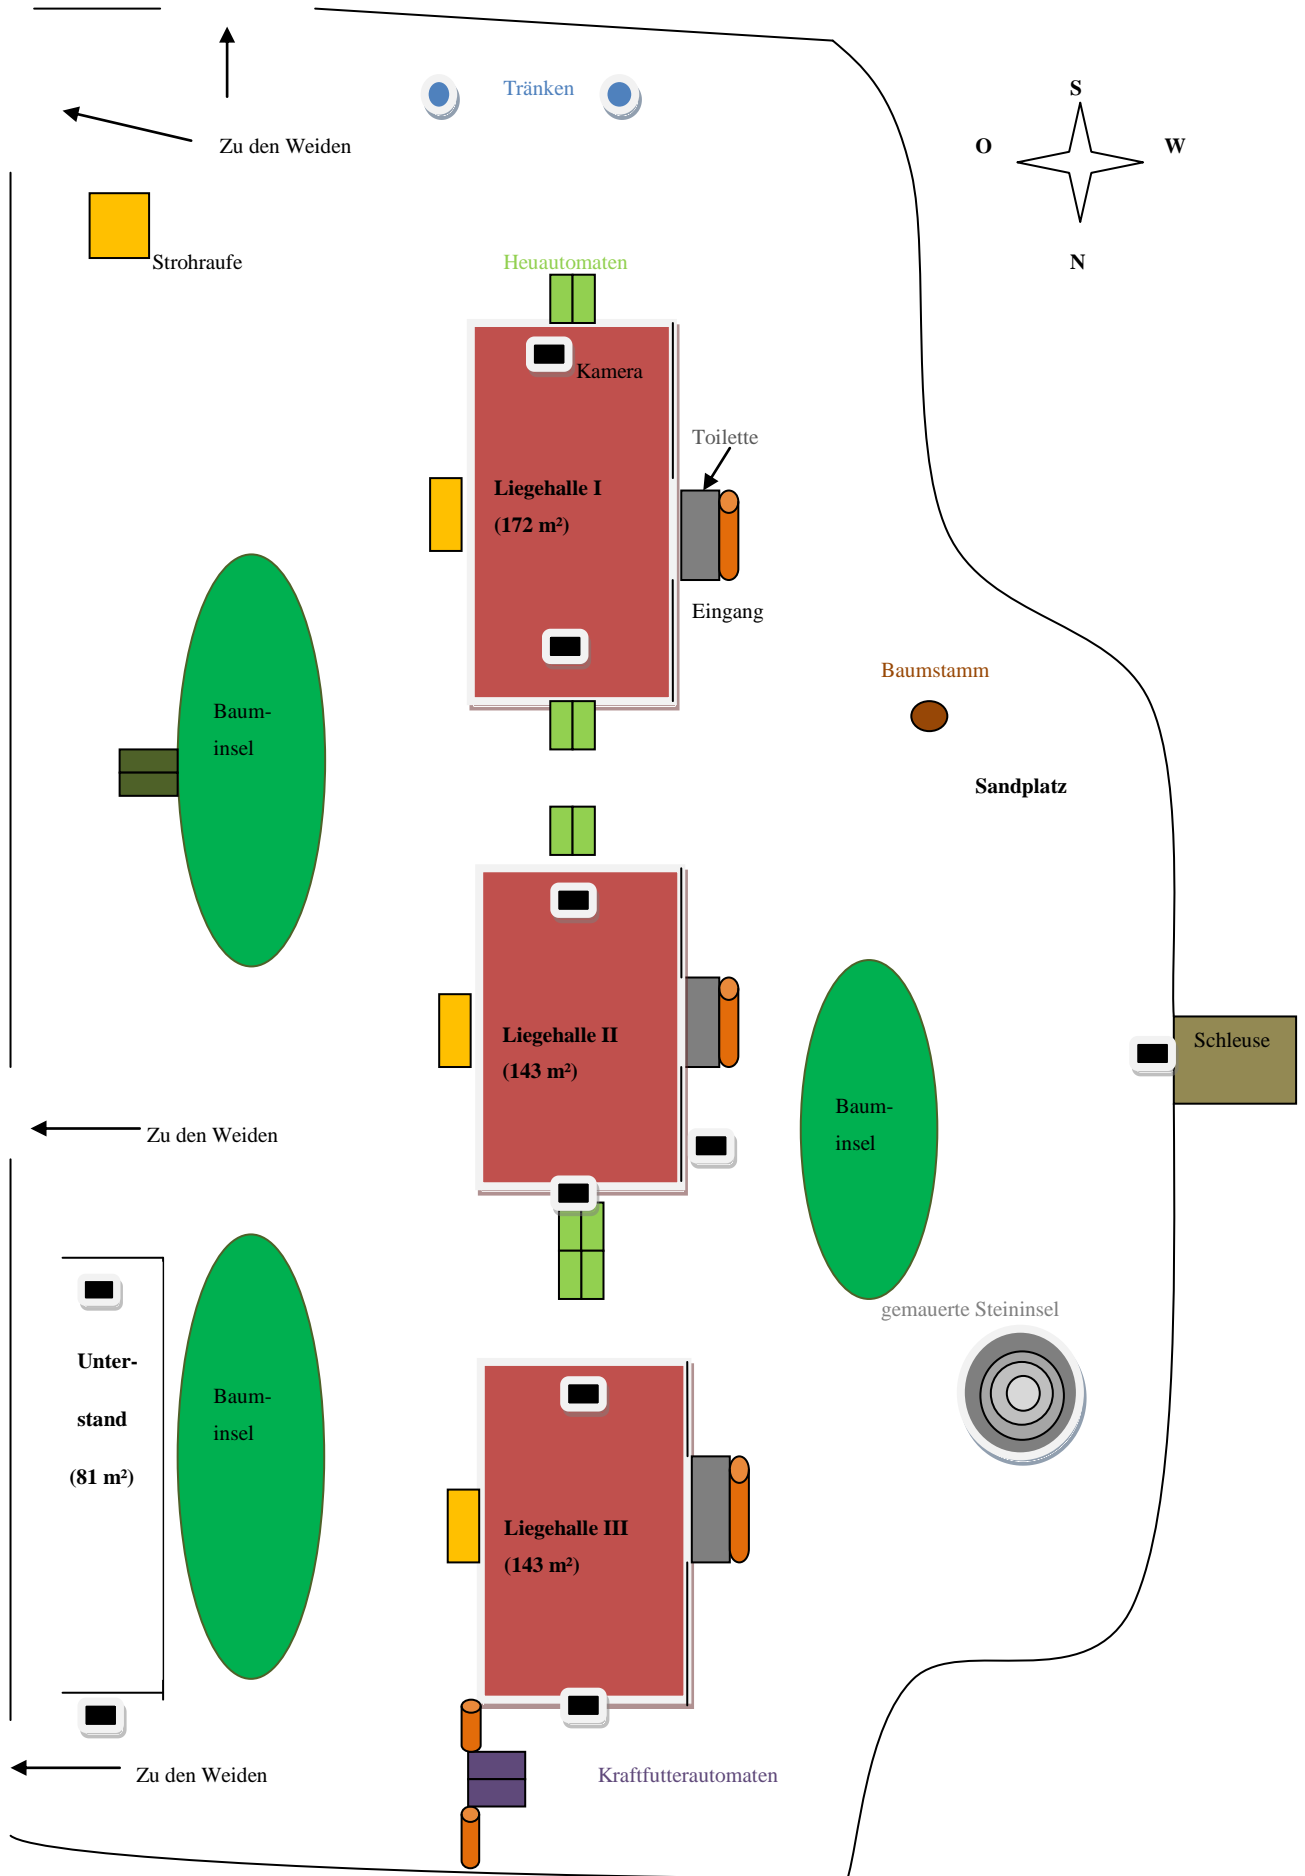 Tränken
S
O
W
N
Zu den Weiden
Strohraufe
Heuautomaten
Kamera
Toilette
Liegehalle I
(172 m²)
Eingang
Baumstamm
Baum-
insel
Sandplatz
Liegehalle II
(143 m²)
Schleuse
Baum-
insel
Zu den Weiden
gemauerte Steininsel
Unter-
stand
(81 m²)
Baum-
insel
Liegehalle III
(143 m²)
Zu den Weiden
Kraftfutterautomaten